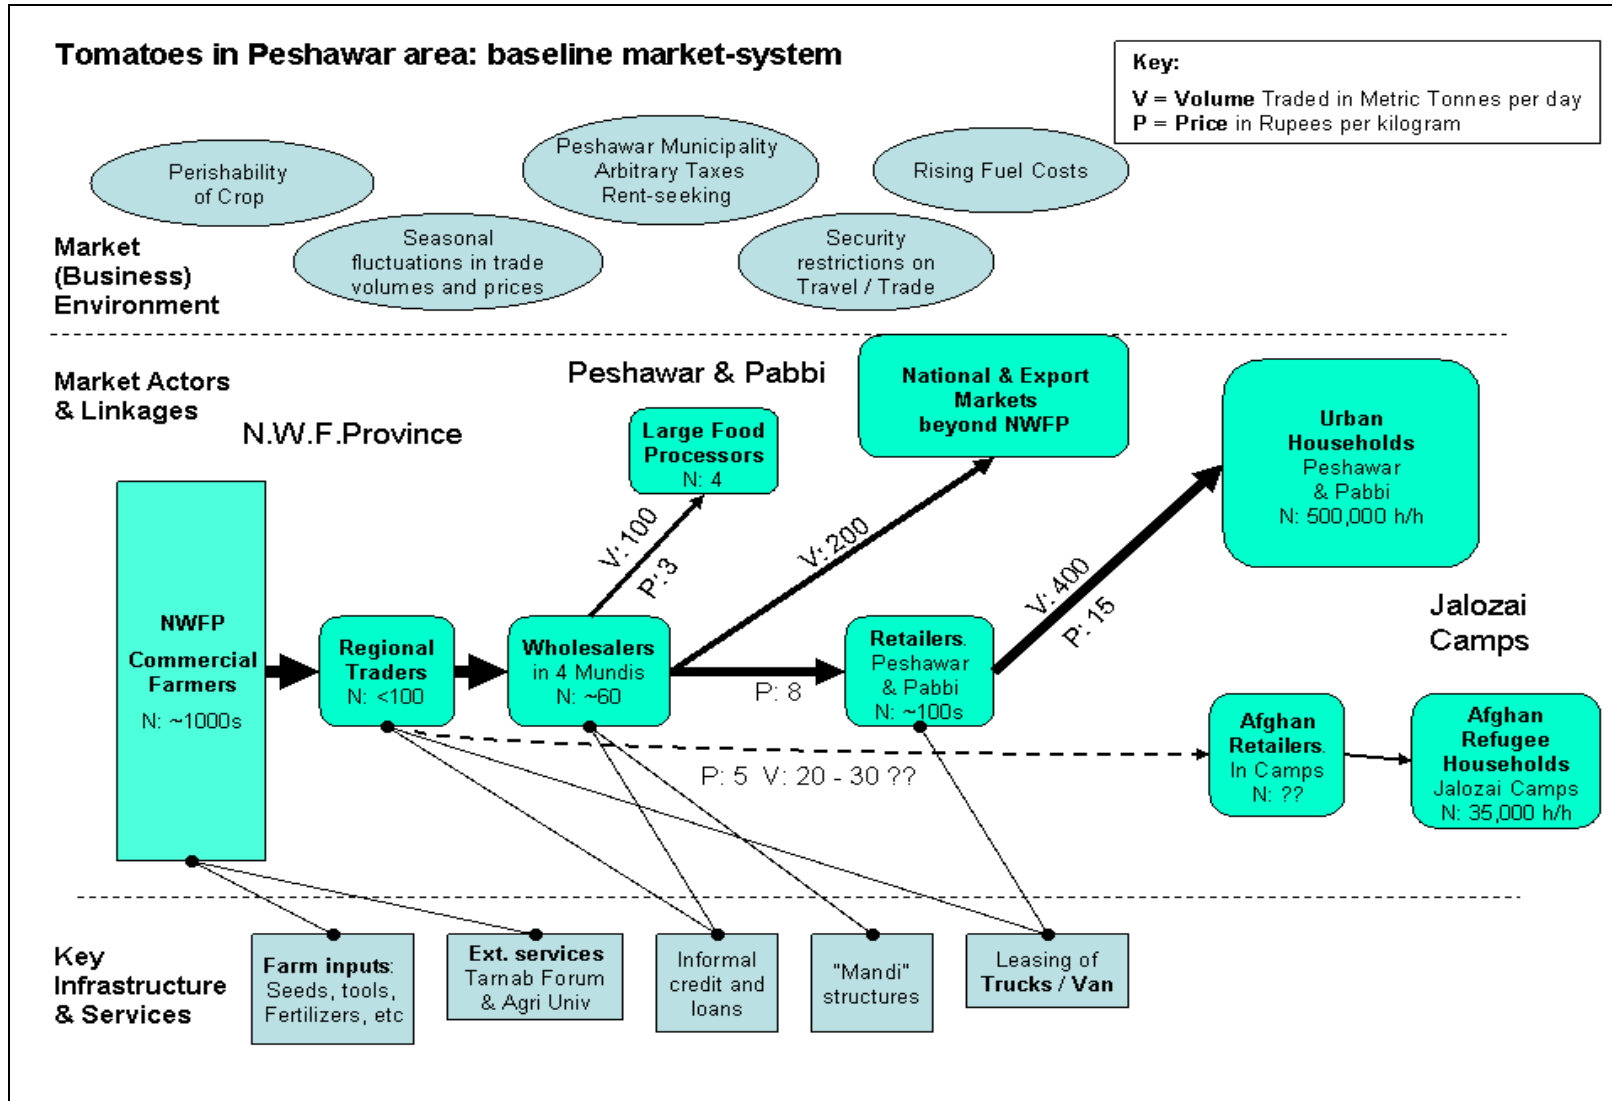 Tomatoes in Peshawar area: baseline market-system
Key:
V = Volume Traded in Metric Tonnes per day
P = Price in Rupees per kilogram
Perishability
of Crop
Peshawar Municipality
Arbitrary Taxes
Rent-seeking
Rising Fuel Costs
Seasonal
fluctuations in trade
volumes and prices
Security
restrictions on
Travel / Trade
Market
(Business)
Environment
Market Actors
& Linkages
N.W.F.Province
Peshawar & Pabbi
Large Food
Processors
N: 4
National & Export
Markets
beyond NWFP
Urban
Households
Peshawar
& Pabbi
N: 500,000 h/h
V: 100
P: 3
V: 200
V: 400
P: 15
Jalozai
Camps
NWFP
Commercial
Farmers
N: ~1000s
Regional
Traders
N: <100
Wholesalers
in 4 Mundis
N: ~60
P: 8
Retailers.
Peshawar
& Pabbi
N: ~100s
P: 5 V: 20 - 30 ??
Afghan
Retailers.
In Camps
N: ??
Afghan
Refugee
Households
Jalozai Camps
N: 35,000 h/h
Key
Infrastructure
& Services
Farm inputs:
Seeds, tools,
Fertilizers, etc
Ext. services
Tarnab Forum
& Agri Univ
Informal
credit and
loans
"Mandi"
structures
Leasing of
Trucks / Van